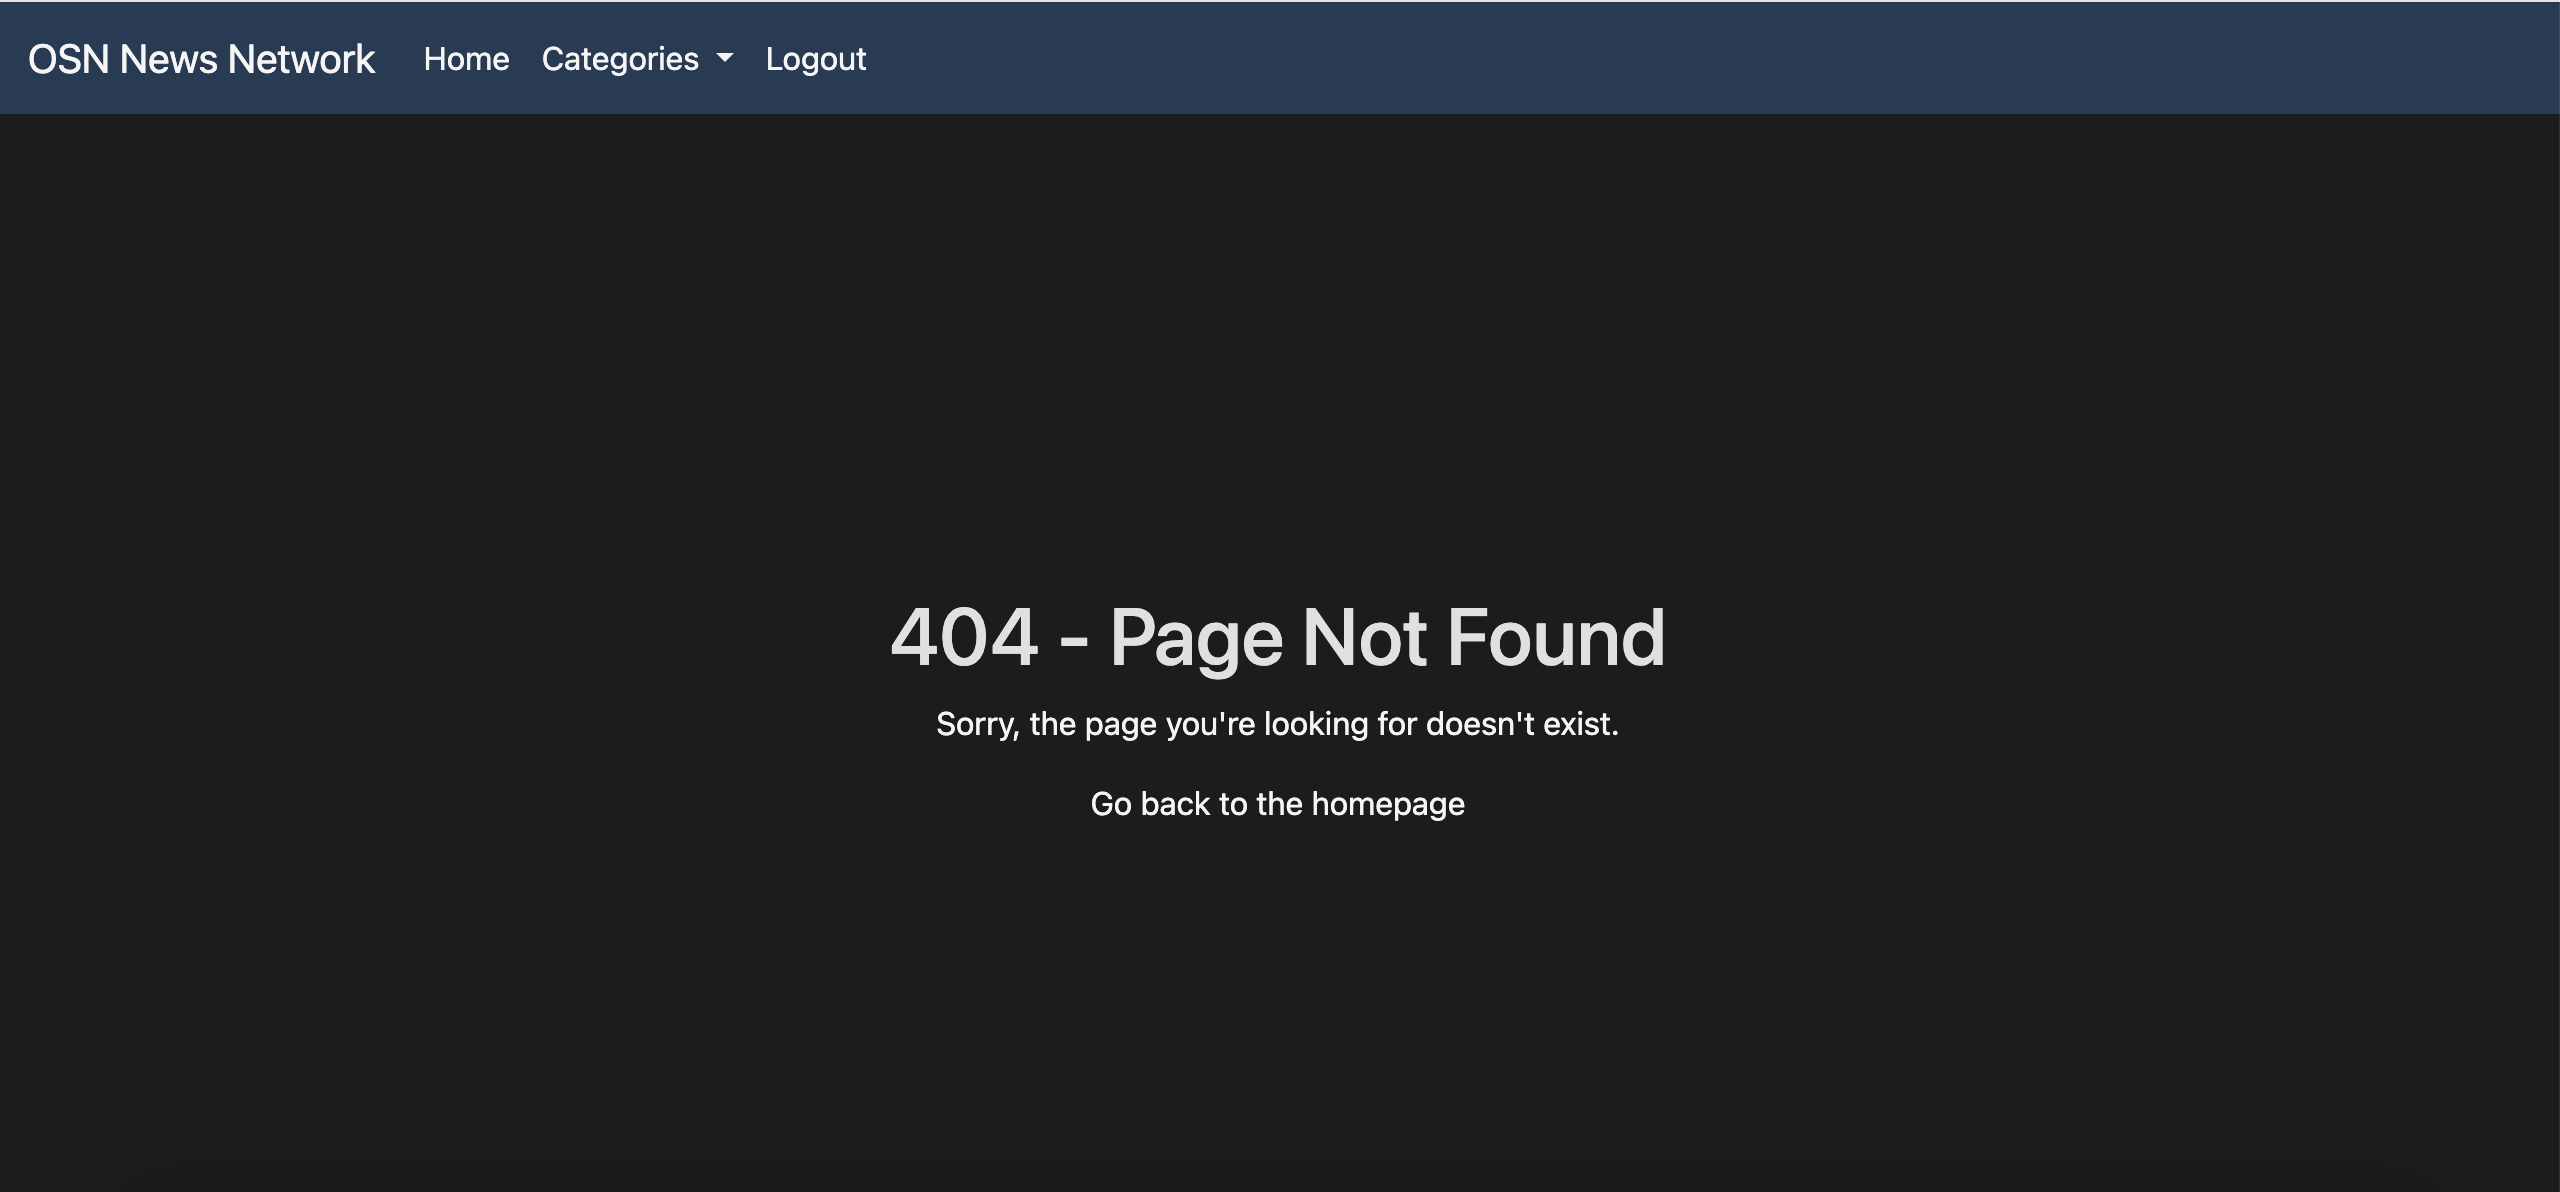 OSN News Network Home Categories Logout
404 - Page Not Found
Sorry, the page you're looking for doesn't exist.
Go back to the homepage